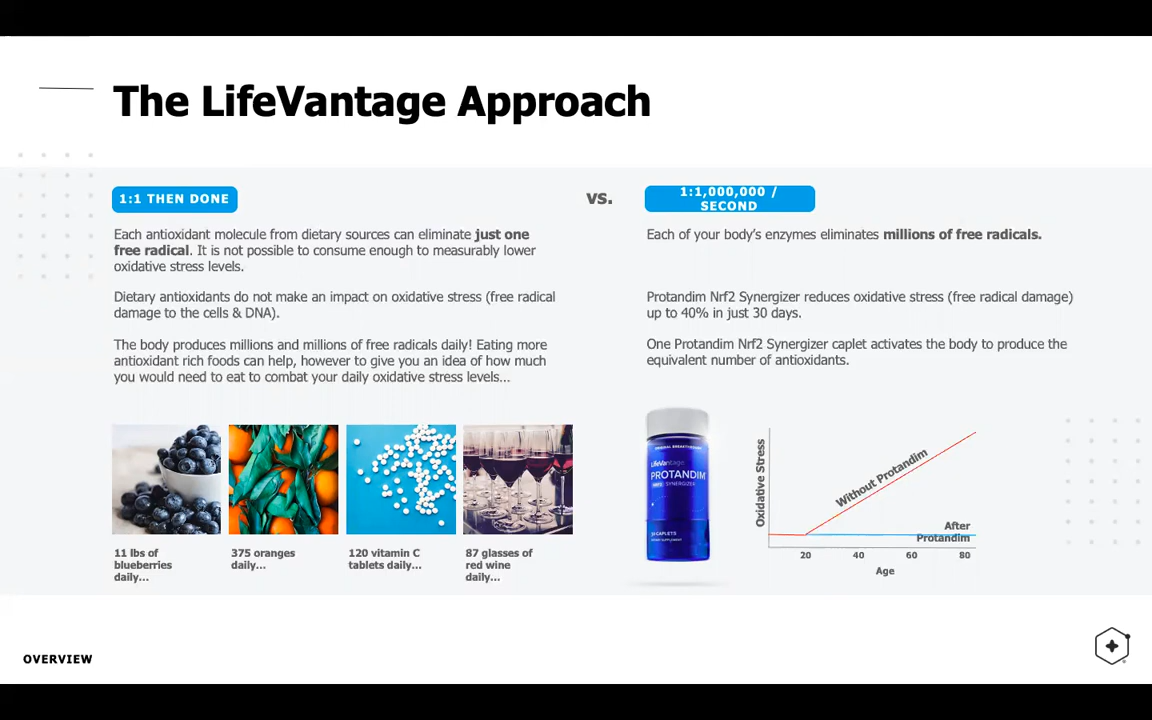 The LifeVantage Approach
1:1 THEN DONE
Each antioxidant molecule from dietary sources can eliminate just one
free radical. It is not possible to consume enough to measurably lower
oxidative stress levels.
Dietary antioxidants do not make an impact on oxidative stress (free radical
damage to the cells & DNA).
The body produces millions and millions of free radicals daily! Eating more
antioxidant rich foods can help, however to give you an idea of how much
you would need to eat to combat your daily oxidative stress levels...
11 lbs of
blueberries
daily...
375 oranges
daily...
120 vitamin C
tablets daily...
87 glasses of
red wine
daily...
vs.
1:1,000,000 /
SECOND
Each of your body's enzymes eliminates millions of free radicals.
Protandim Nrf2 Synergizer reduces oxidative stress (free radical damage)
up to 40% in just 30 days.
One Protandim Nrf2 Synergizer caplet activates the body to produce the
equivalent number of antioxidants.
LifeVantage
PROTANDIM
SYNERGIZER
CAPLETS
Oxidative Stress
Without Protandim
After
Protandim
20 40 60 80
Age
OVERVIEW